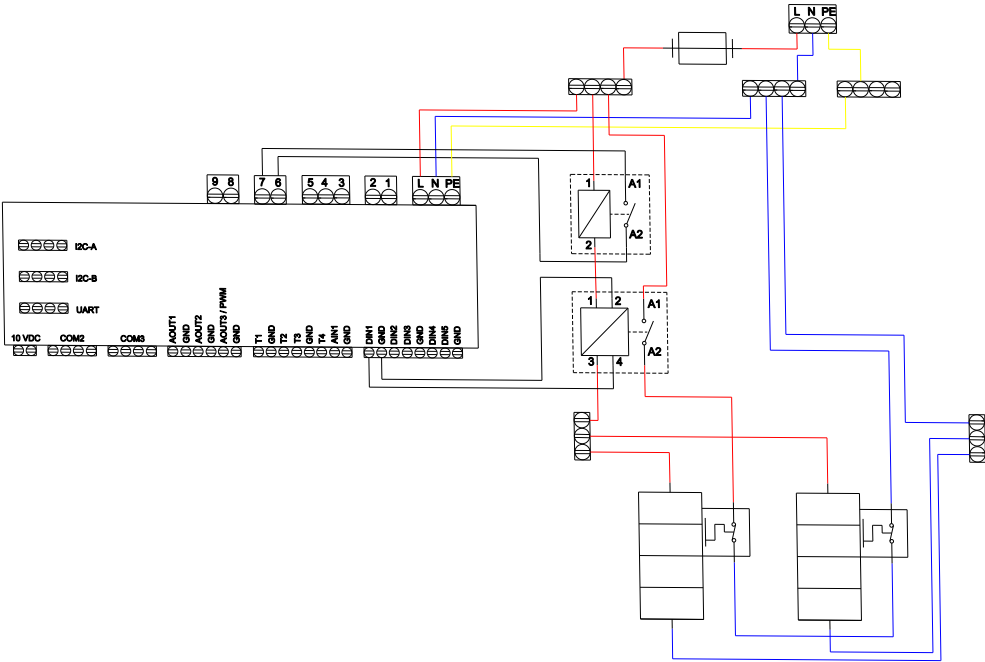 L N PE
9 8
7 6
5 4 3
2 1
L N PE
1
A1
A2
2
I2C-A
I2C-B
UART
1 2
A1
A2
3 4
10 VDC
COM2
COM3
AOUT1
GND
AOUT2
GND
AOUT3 / PWM
GND
T1
GND
T2
T3
GND
T4
AIN1
GND
DIN1
GND
DIN2
DIN3
GND
DIN4
DIN5
GND